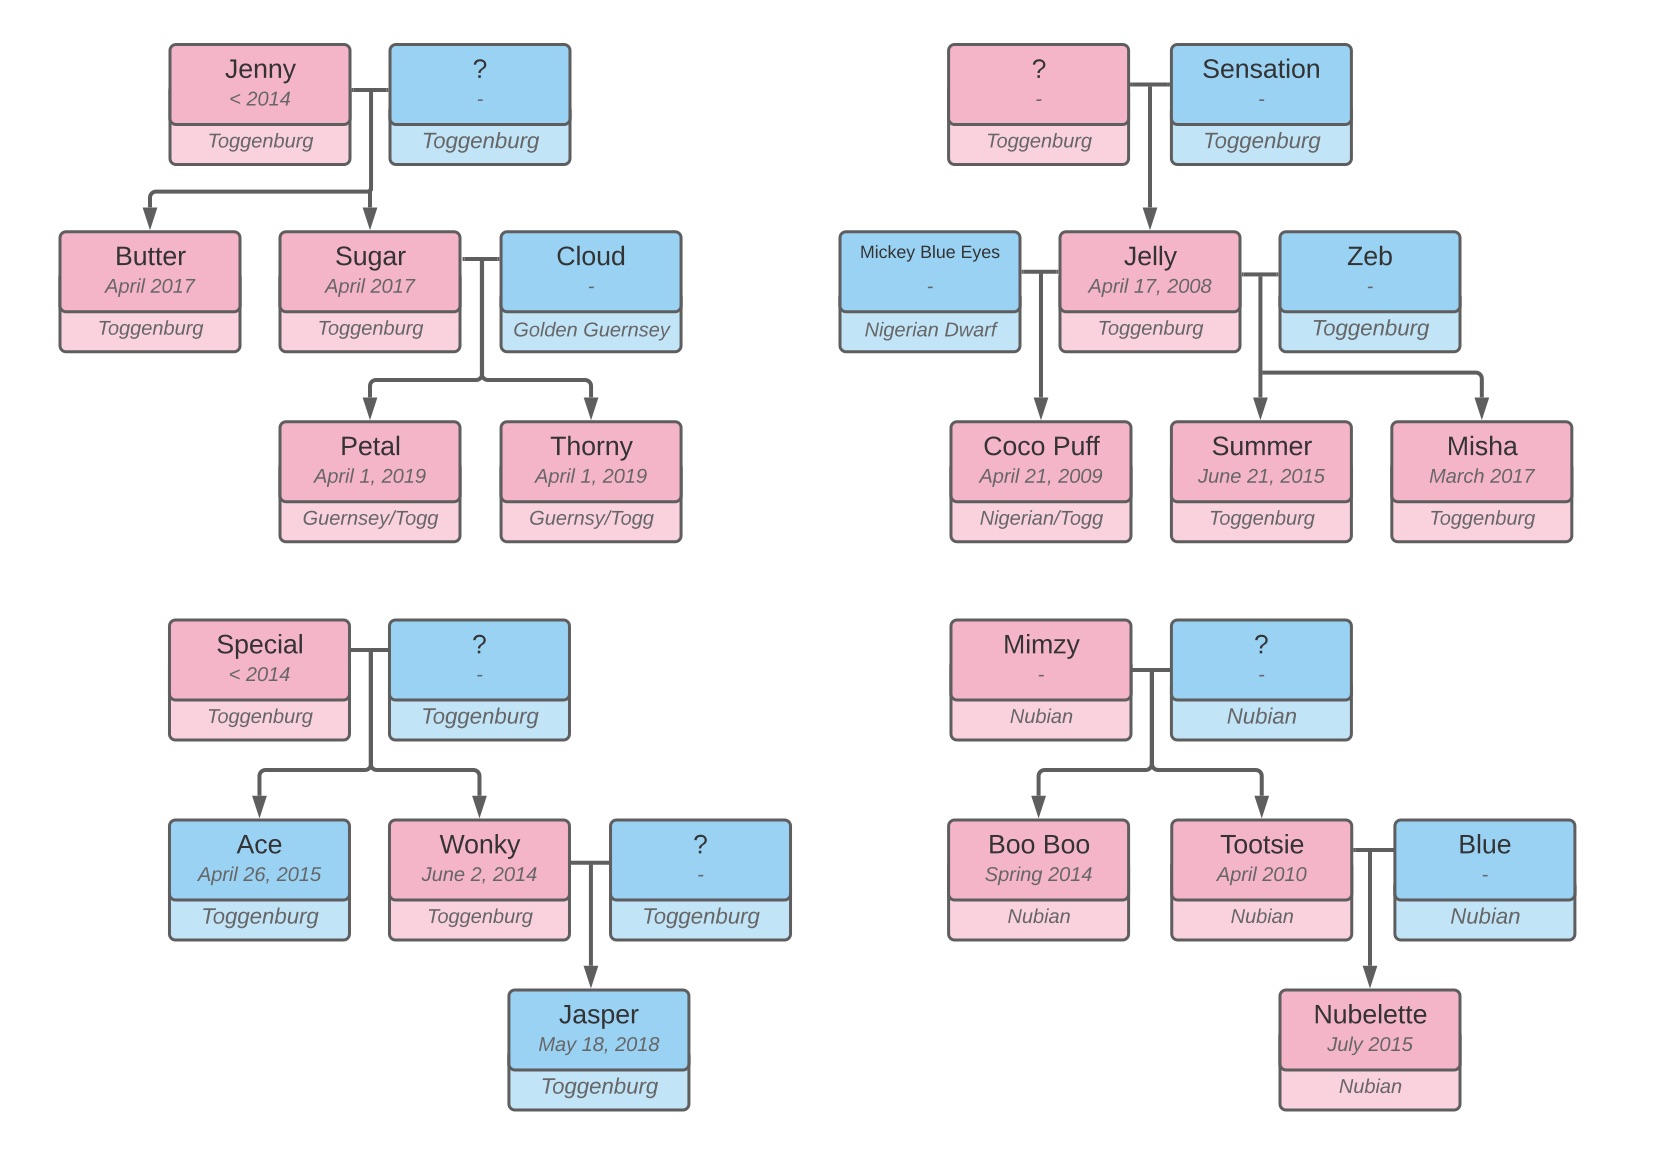 Jenny
< 2014
Toggenburg
?
-
Toggenburg
Butter
April 2017
Toggenburg
Sugar
April 2017
Toggenburg
Cloud
-
Golden Guernsey
Petal
April 1, 2019
Guernsey/Togg
Thorny
April 1, 2019
Guernsy/Togg
?
-
Toggenburg
Sensation
-
Toggenburg
Mickey Blue Eyes
-
Nigerian Dwarf
Jelly
April 17, 2008
Toggenburg
Zeb
-
Toggenburg
Coco Puff
April 21, 2009
Nigerian/Togg
Summer
June 21, 2015
Toggenburg
Misha
March 2017
Toggenburg
Special
< 2014
Toggenburg
?
-
Toggenburg
Ace
April 26, 2015
Toggenburg
Wonky
June 2, 2014
Toggenburg
?
-
Toggenburg
Jasper
May 18, 2018
Toggenburg
Mimzy
-
Nubian
?
-
Nubian
Boo Boo
Spring 2014
Nubian
Tootsie
April 2010
Nubian
Blue
-
Nubian
Nubelette
July 2015
Nubian